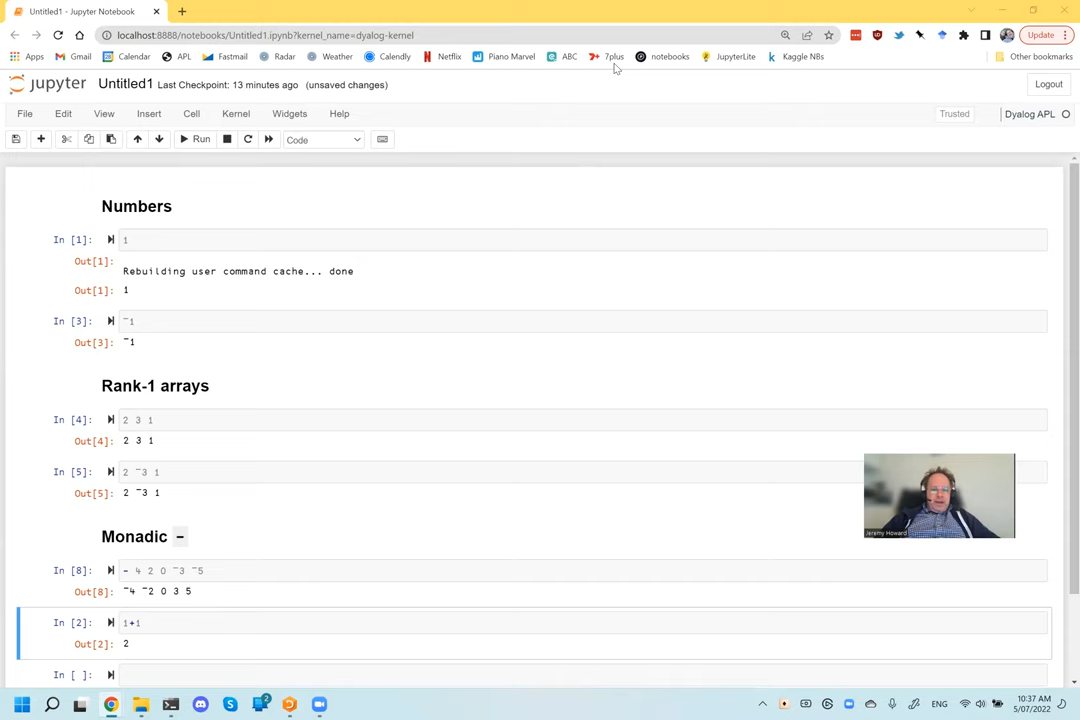 Untitled1 - Jupyter Notebook
localhost:8888/notebooks/Untitled1.ipynb?kernel_name=dyalog-kernel
Update
Apps Gmail Calendar APL Fastmail Radar Weather Calendly Netflix Piano Marvel ABC 7plus notebooks JupyterLite Kaggle NBs Other bookmarks
jupyter Untitled1 Last Checkpoint: 13 minutes ago (unsaved changes) Logout
File Edit View Insert Cell Kernel Widgets Help Trusted Dyalog APL
Run Code
Numbers
In [1]: 1
Out[1]:
Rebuilding user command cache... done
Out[1]: 1
In [3]: ¯1
Out[3]: ¯1
Rank-1 arrays
In [4]: 2 3 1
Out[4]: 2 3 1
In [5]: 2 ¯3 1
Out[5]: 2 ¯3 1
Jeremy Howard
Monadic -
In [8]: - 4 2 0 ¯3 ¯5
Out[8]: ¯4 ¯2 0 3 5
In [2]: 1+1
Out[2]: 2
In [ ]:
2
ENG
10:37 AM
5/07/2022